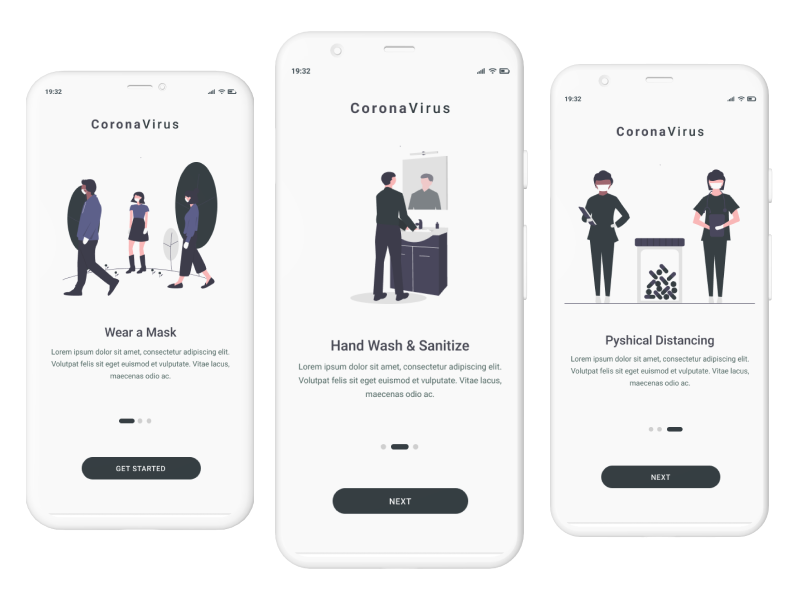 19:32
CoronaVirus
Wear a Mask
Lorem ipsum dolor sit amet, consectetur adipiscing elit.
Volutpat felis sit eget euismod et vulputate. Vitae lacus,
maecenas odio ac.
GET STARTED
19:32
CoronaVirus
Hand Wash & Sanitize
Lorem ipsum dolor sit amet, consectetur adipiscing elit.
Volutpat felis sit eget euismod et vulputate. Vitae lacus,
maecenas odio ac.
NEXT
19:32
CoronaVirus
Pyshical Distancing
Lorem ipsum dolor sit amet, consectetur adipiscing elit.
Volutpat felis sit eget euismod et vulputate. Vitae lacus,
maecenas odio ac.
NEXT